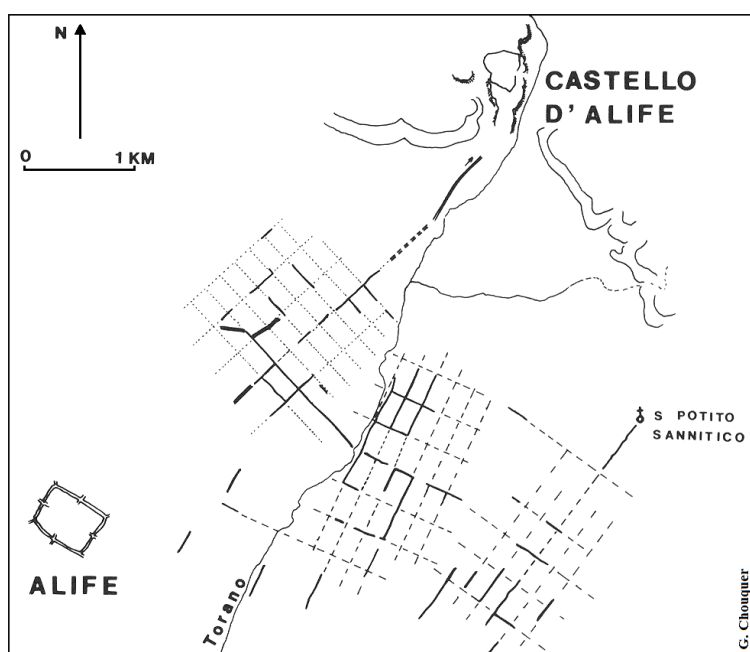 N
CASTELLO
D' ALIFE
0 1 KM
S POTITO
SANNITICO
ALIFE
Torano
G. Chouquer